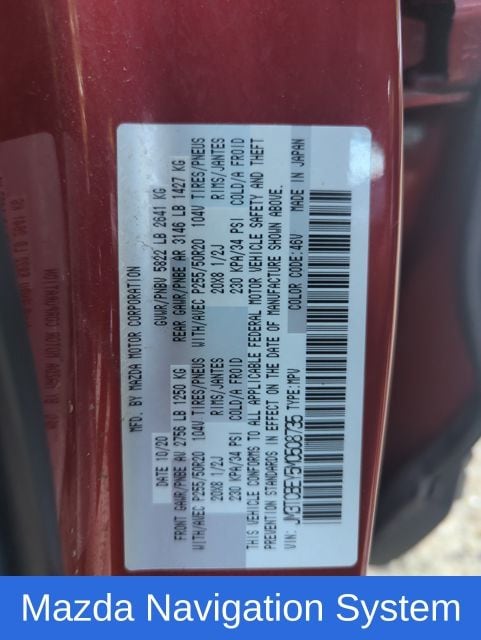 MFD. BY MAZDA MOTOR CORPORATION
DATE 10/20 GVWR/PNBV 5822 LB 2641 KG
FRONT GAWR/PNBE AV 2756 LB 1250 KG REAR GAWR/PNBE AR 3146 LB 1427 KG
WITH/AVEC P255/50R20 104V TIRES/PNEUS WITH/AVEC P255/50R20 104V TIRES/PNEUS
20X8 1/2J RIMS/JANTES 20X8 1/2J RIMS/JANTES
230 KPA/34 PSI COLD/A FROID 230 KPA/34 PSI COLD/A FROID
THIS VEHICLE CONFORMS TO ALL APPLICABLE FEDERAL MOTOR VEHICLE SAFETY AND THEFT
PREVENTION STANDARDS IN EFFECT ON THE DATE OF MANUFACTURE SHOWN ABOVE.
VIN: JM3TCBEY5M0508735 TYPE:MPV COLOR CODE:46V MADE IN JAPAN
Mazda Navigation System